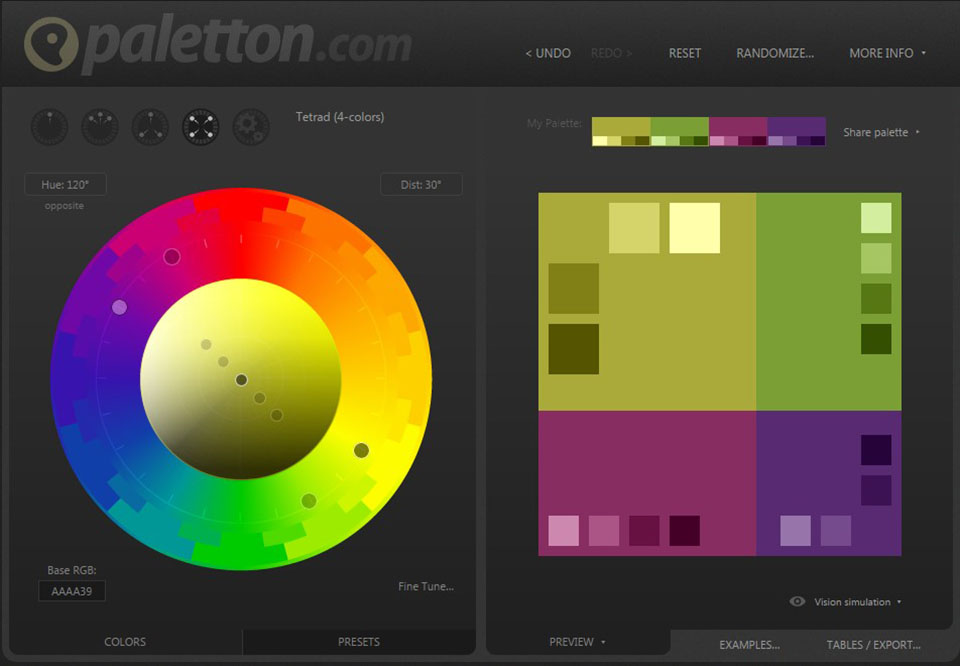 paletton.com
< UNDO REDO > RESET RANDOMIZE... MORE INFO
Tetrad (4-colors)
My Palette:
Share palette
Hue: 120°
opposite
Dist: 30°
Base RGB:
AAAA39
Fine Tune...
Vision simulation
COLORS PRESETS
PREVIEW EXAMPLES... TABLES / EXPORT...